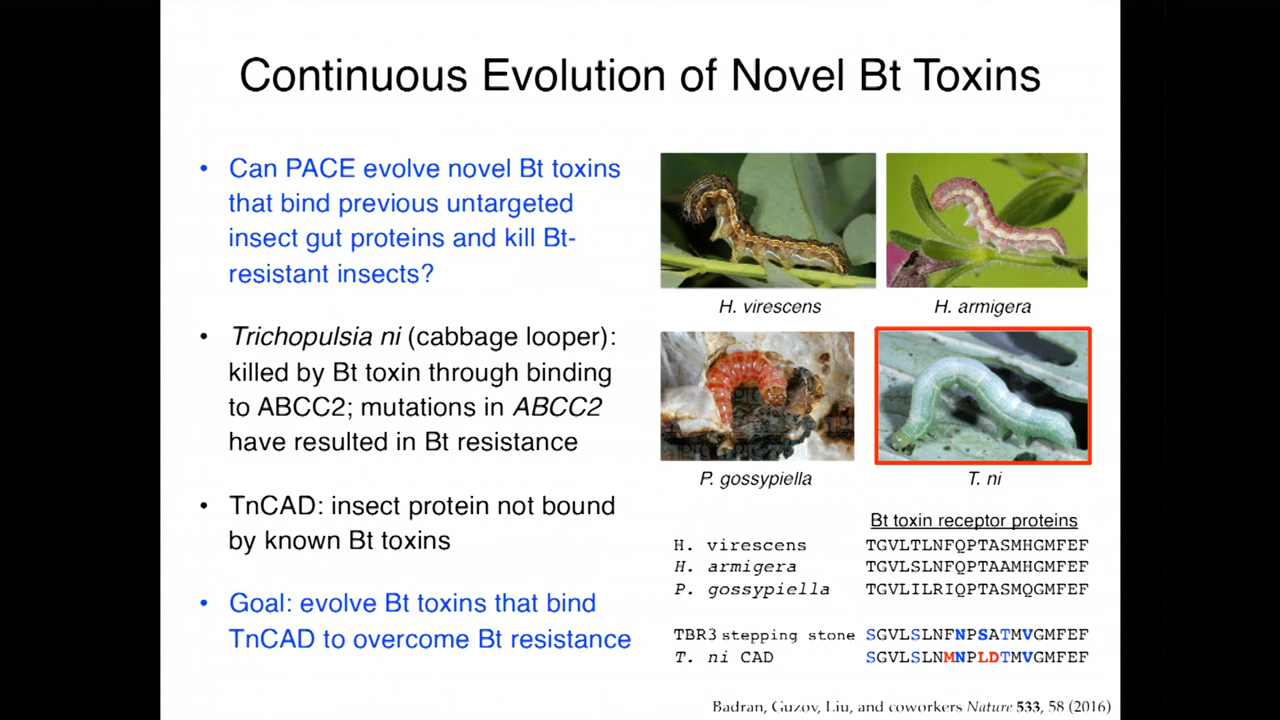 Continuous Evolution of Novel Bt Toxins
• Can PACE evolve novel Bt toxins
that bind previous untargeted
insect gut proteins and kill Bt-
resistant insects?
• Trichopulsia ni (cabbage looper):
killed by Bt toxin through binding
to ABCC2; mutations in ABCC2
have resulted in Bt resistance
• TnCAD: insect protein not bound
by known Bt toxins
• Goal: evolve Bt toxins that bind
TnCAD to overcome Bt resistance
H. virescens
H. armigera
P. gossypiella
T. ni
Bt toxin receptor proteins
H. virescens TGVLTLNFQPTASMHGMFEF
H. armigera TGVLSLNFQPTAAMHGMFEF
P. gossypiella TGVLILRIQPTASMQGMFEF
TBR3 stepping stone SGVLSLNFNPSATMVGMFEF
T. ni CAD SGVLSLNMNPLDTMVGMFEF
Badran, Guzov, Liu, and coworkers Nature 533, 58 (2016)